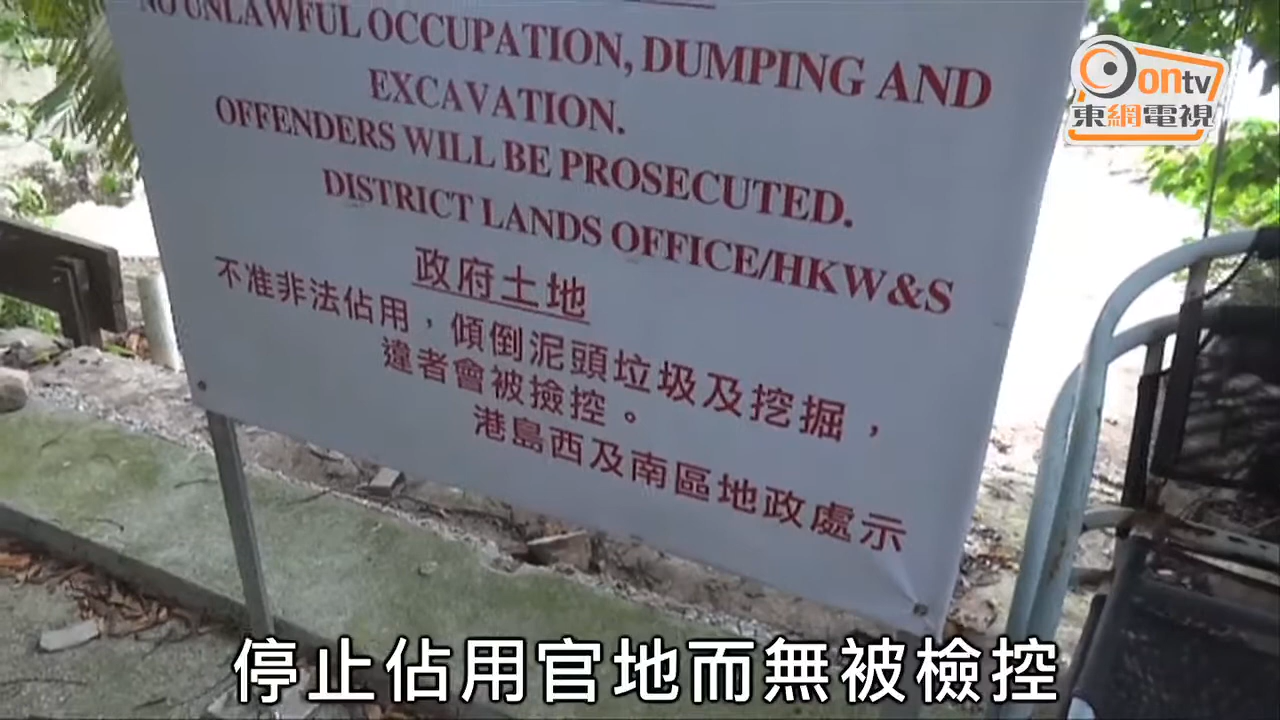 NO UNLAWFUL OCCUPATION, DUMPING AND
EXCAVATION.
OFFENDERS WILL BE PROSECUTED.
DISTRICT LANDS OFFICE/HKW&S
政府土地
不准非法佔用，傾倒泥頭垃圾及挖掘，
違者會被撿控。
港島西及南區地政處示
ontv
東網電視
停止佔用官地而無被檢控